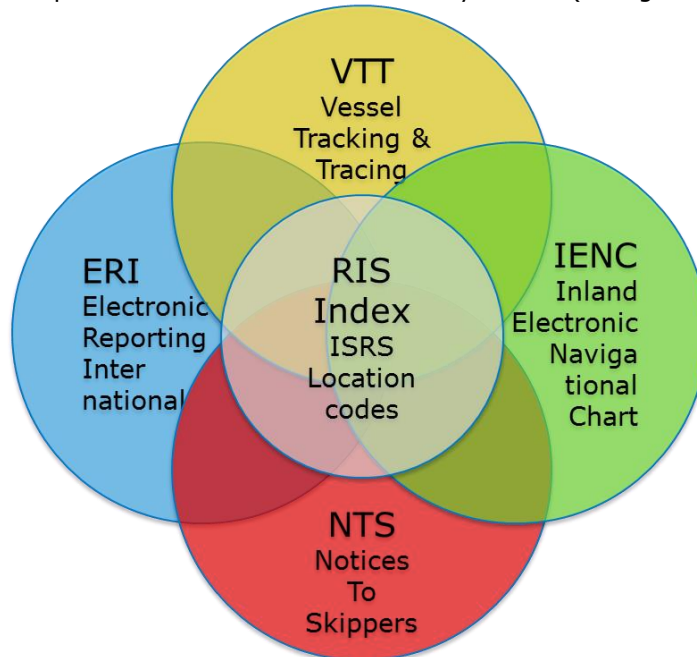 VTT
Vessel
Tracking &
Tracing
ERI
Electronic
Reporting
Inter
national
RIS
Index
ISRS
Location
codes
IENC
Inland
Electronic
Naviga
tional
Chart
NTS
Notices
To
Skippers